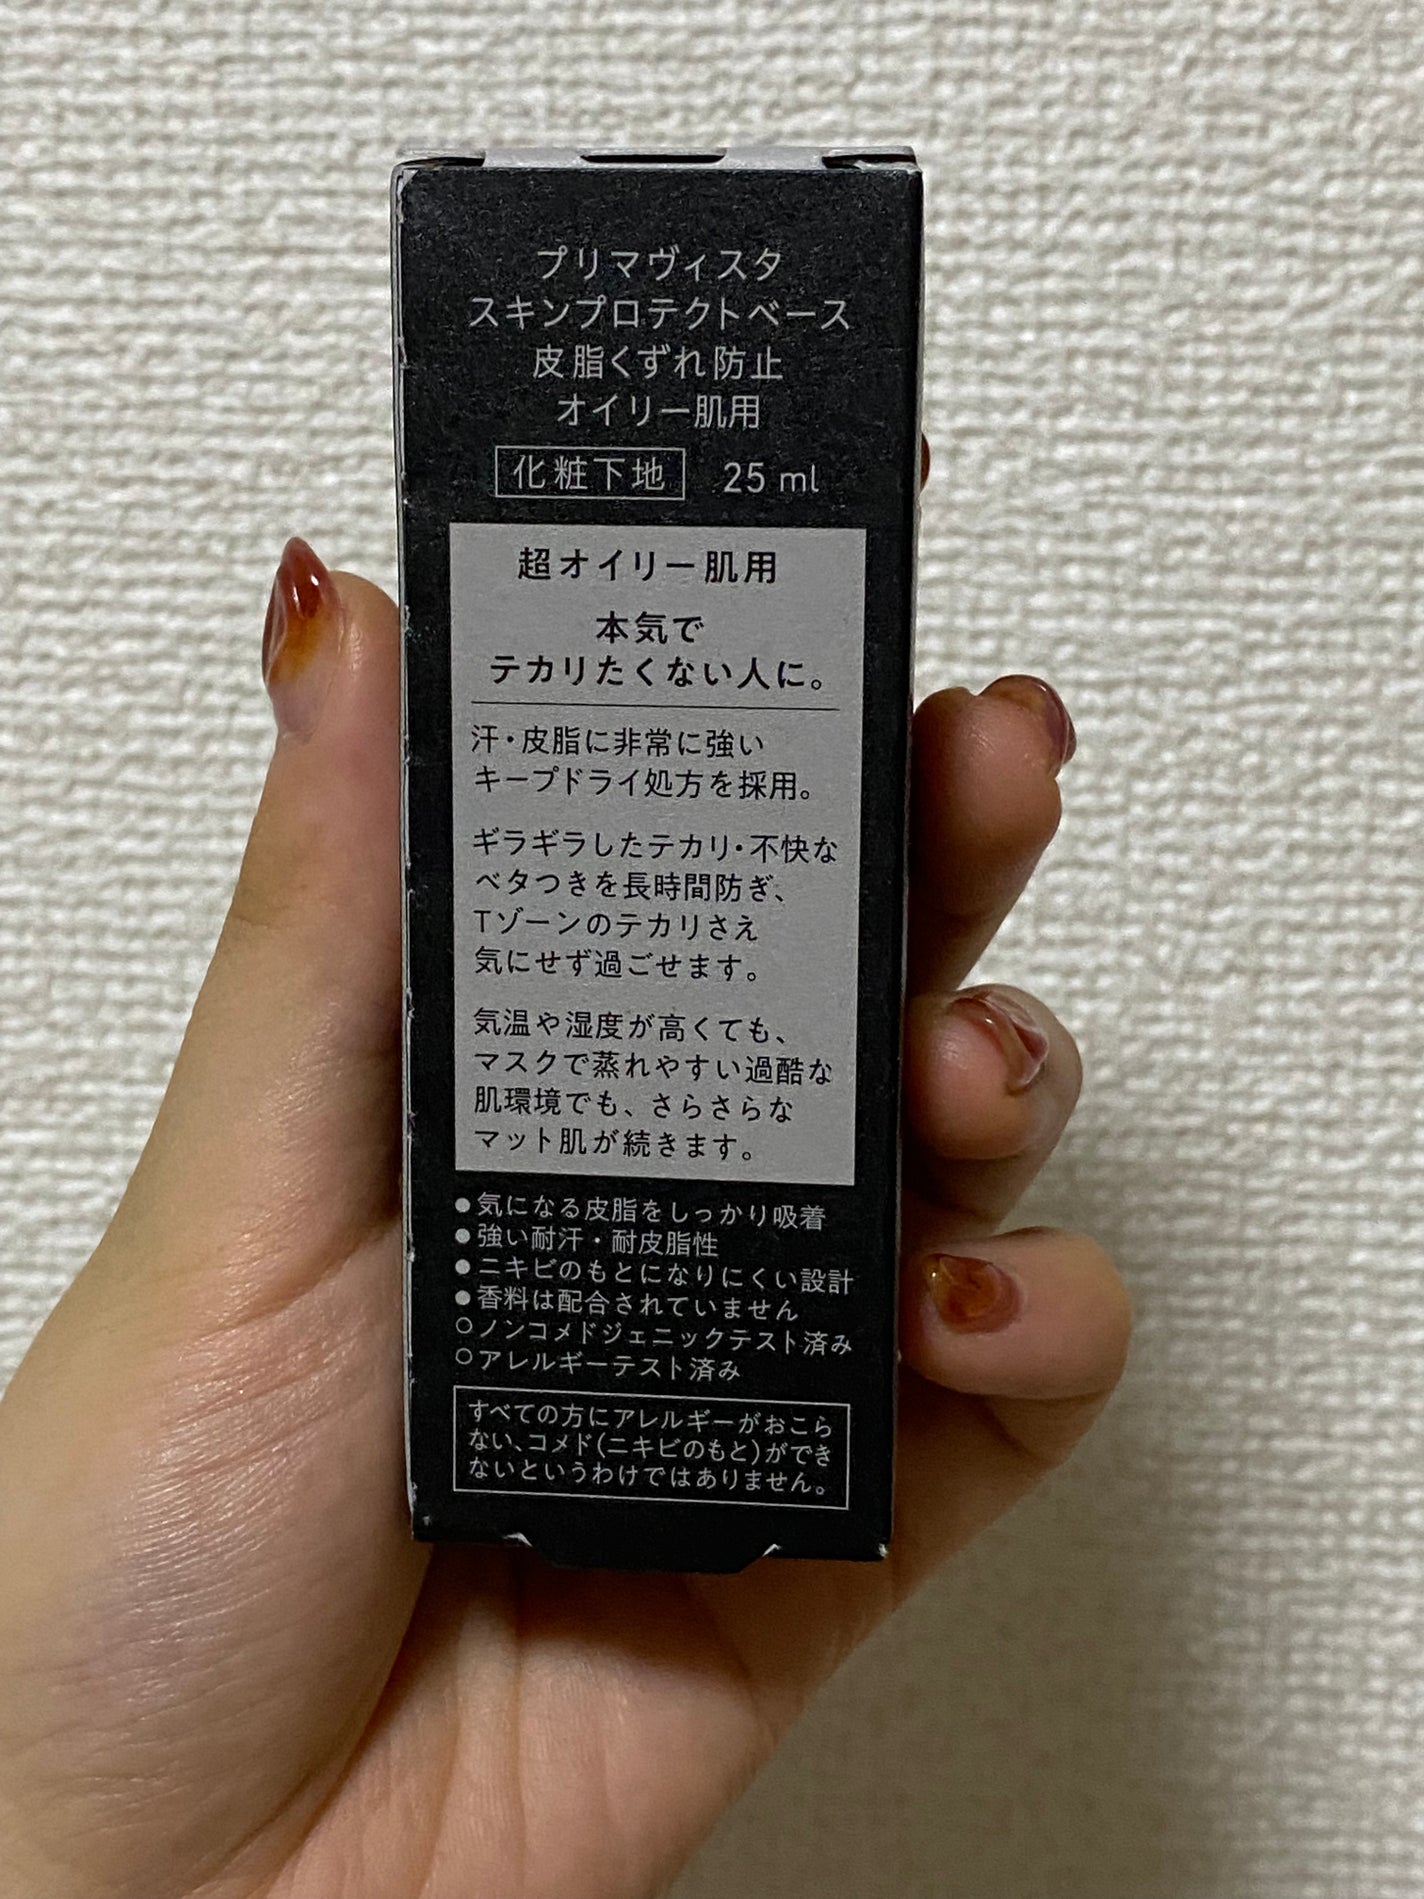 プリマヴィスタ
スキンプロテクトベース
皮脂くずれ防止
オイリー肌用
化粧下地 25 ml
超オイリー肌用
本気で
テカリたくない人に。
汗・皮脂に非常に強い
キープドライ処方を採用。
ギラギラしたテカリ・不快な
ベタつきを長時間防ぎ、
Tゾーンのテカリさえ
気にせず過ごせます。
気温や湿度が高くても、
マスクで蒸れやすい過酷な
肌環境でも、さらさらな
マット肌が続きます。
●気になる皮脂をしっかり吸着
●強い耐汗・耐皮脂性
●ニキビのもとになりにくい設計
●香料は配合されていません
○ノンコメドジェニックテスト済み
○アレルギーテスト済み
すべての方にアレルギーがおこら
ない、コメド(ニキビのもと)ができ
ないというわけではありません。